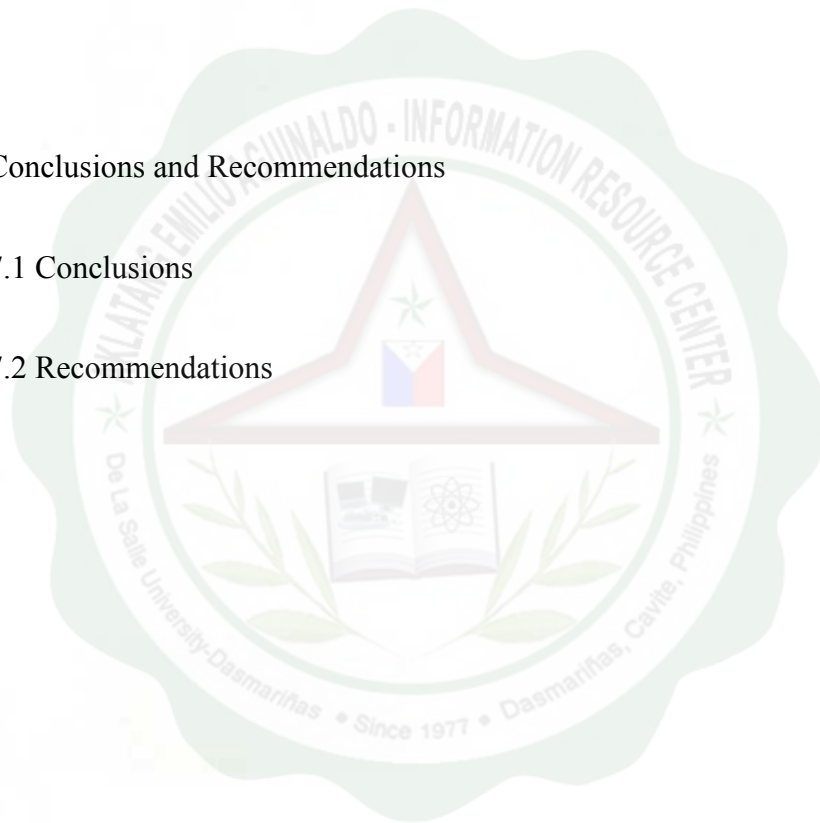 Conclusions and Recommendations
7.1 Conclusions
7.2 Recommendations
AKLATANG EMILIO AGUINALDO - INFORMATION RESOURCE CENTER
De La Salle University-Dasmariñas • Since 1977 • Dasmariñas, Cavite, Philippines